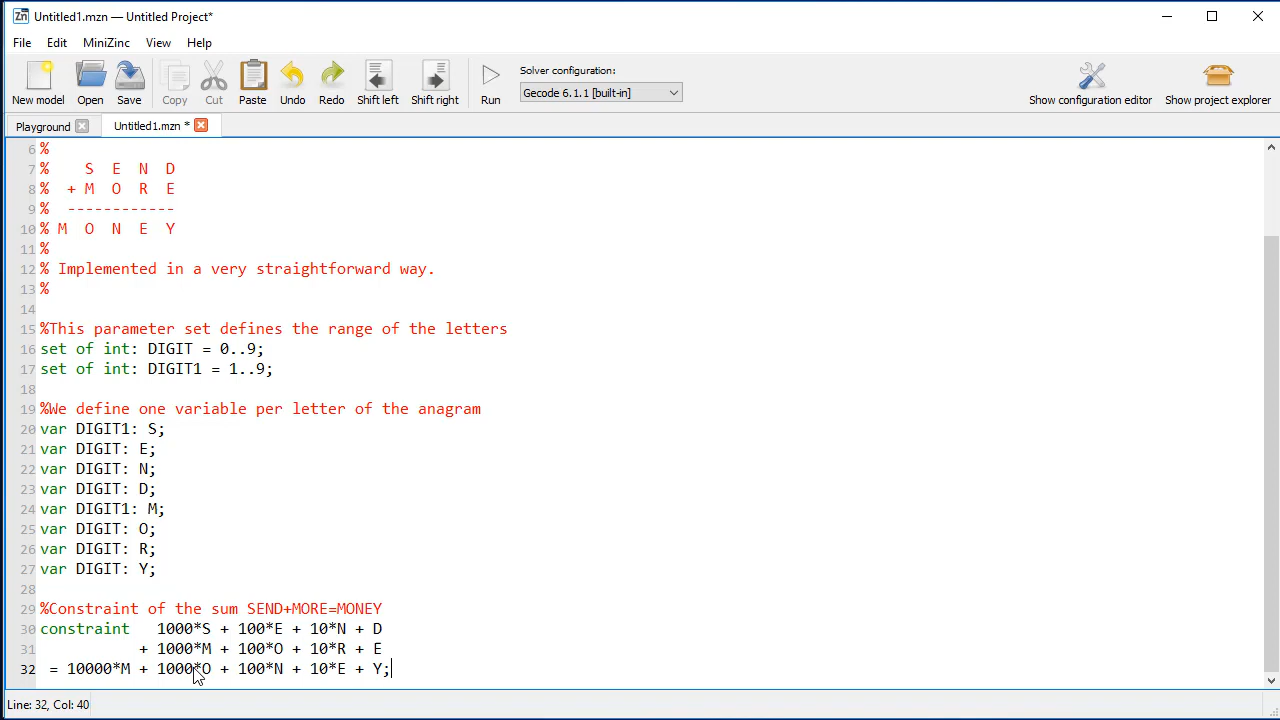 Zn Untitled1.mzn — Untitled Project*
File Edit MiniZinc View Help
New model Open Save Copy Cut Paste Undo Redo Shift left Shift right Run Solver configuration: Gecode 6.1.1 [built-in] Show configuration editor Show project explorer
Playground Untitled1.mzn *
6 %
7 % S E N D
8 % + M O R E
9 % ------------
10 % M O N E Y
11 %
12 % Implemented in a very straightforward way.
13 %
14
15 %This parameter set defines the range of the letters
16 set of int: DIGIT = 0..9;
17 set of int: DIGIT1 = 1..9;
18
19 %We define one variable per letter of the anagram
20 var DIGIT1: S;
21 var DIGIT: E;
22 var DIGIT: N;
23 var DIGIT: D;
24 var DIGIT1: M;
25 var DIGIT: O;
26 var DIGIT: R;
27 var DIGIT: Y;
28
29 %Constraint of the sum SEND+MORE=MONEY
30 constraint 1000*S + 100*E + 10*N + D
31 + 1000*M + 100*O + 10*R + E
32 = 10000*M + 1000*O + 100*N + 10*E + Y;
Line: 32, Col: 40